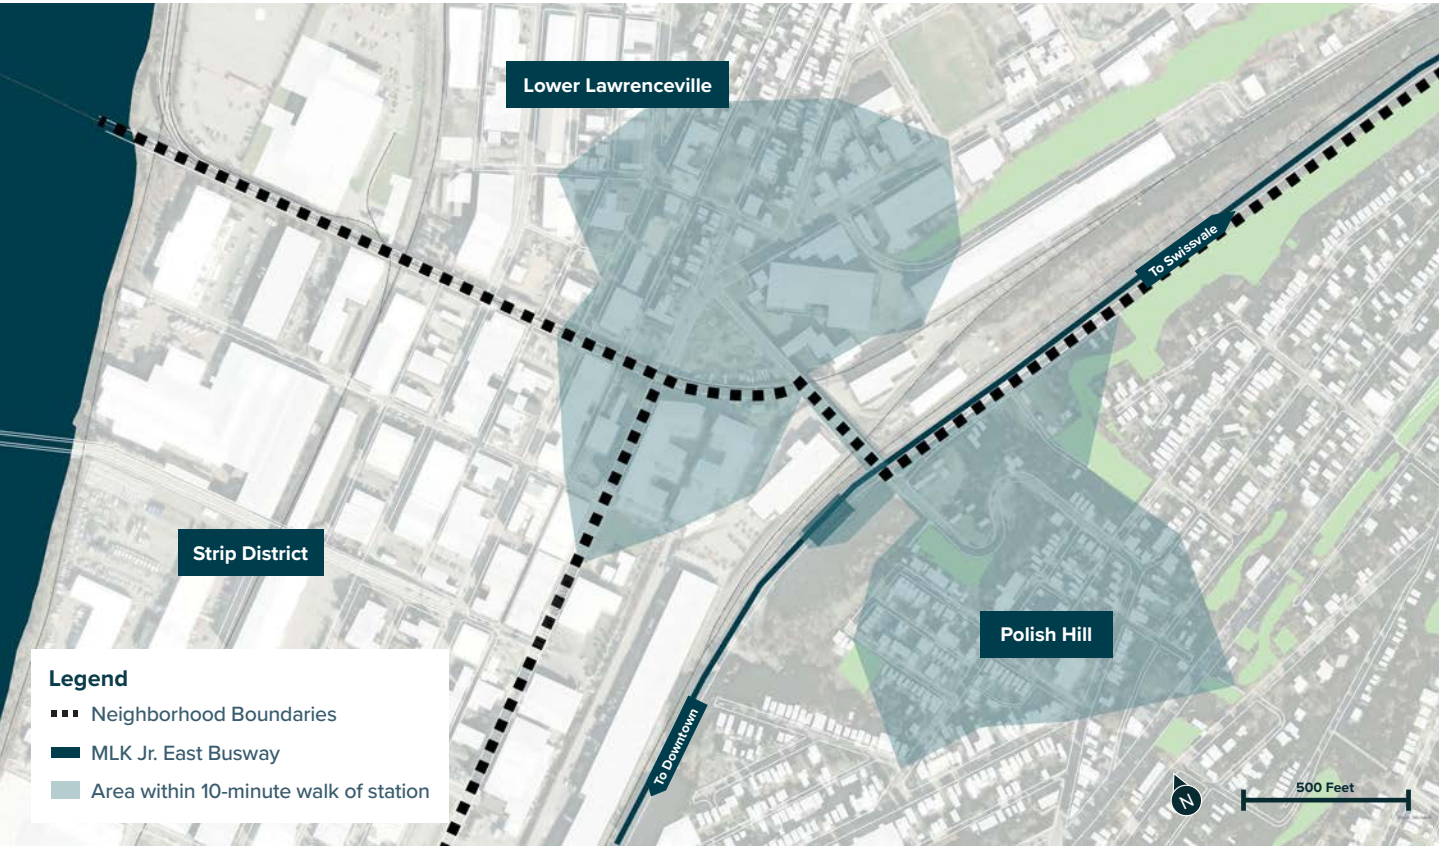 Lower Lawrenceville
To Swissvale
Strip District
Polish Hill
To Downtown
Legend
Neighborhood Boundaries
MLK Jr. East Busway
Area within 10-minute walk of station
N
500 Feet